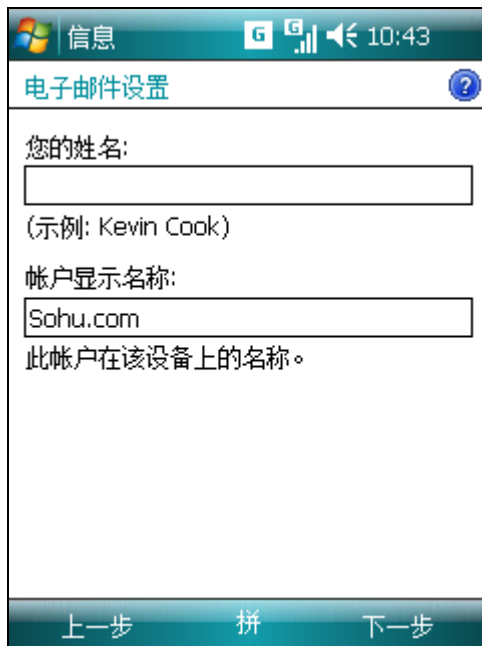 信息 G G 10:43
电子邮件设置 ?
您的姓名:
(示例: Kevin Cook)
帐户显示名称:
Sohu.com
此帐户在该设备上的名称。
上一步 拼 下一步